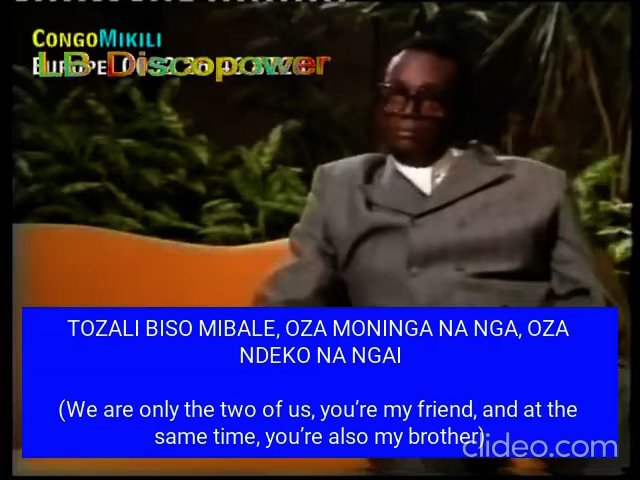 CONGOMIKILI
LB Discopower
TOZALI BISO MIBALE, OZA MONINGA NA NGA, OZA
NDEKO NA NGAI
(We are only the two of us, you're my friend, and at the
same time, you're also my brother)
clideo.com